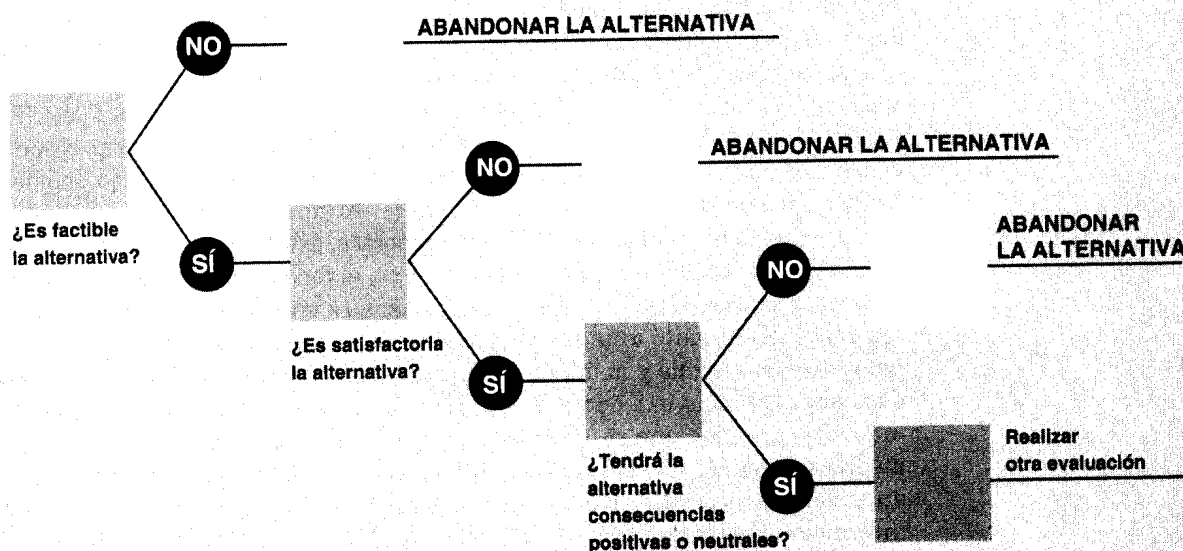 NO
ABANDONAR LA ALTERNATIVA
¿Es factible
la alternativa?
SÍ
NO
ABANDONAR LA ALTERNATIVA
¿Es satisfactoria
la alternativa?
SÍ
NO
ABANDONAR
LA ALTERNATIVA
¿Tendrá la
alternativa
consecuencias
positivas o neutrales?
SÍ
Realizar
otra evaluación